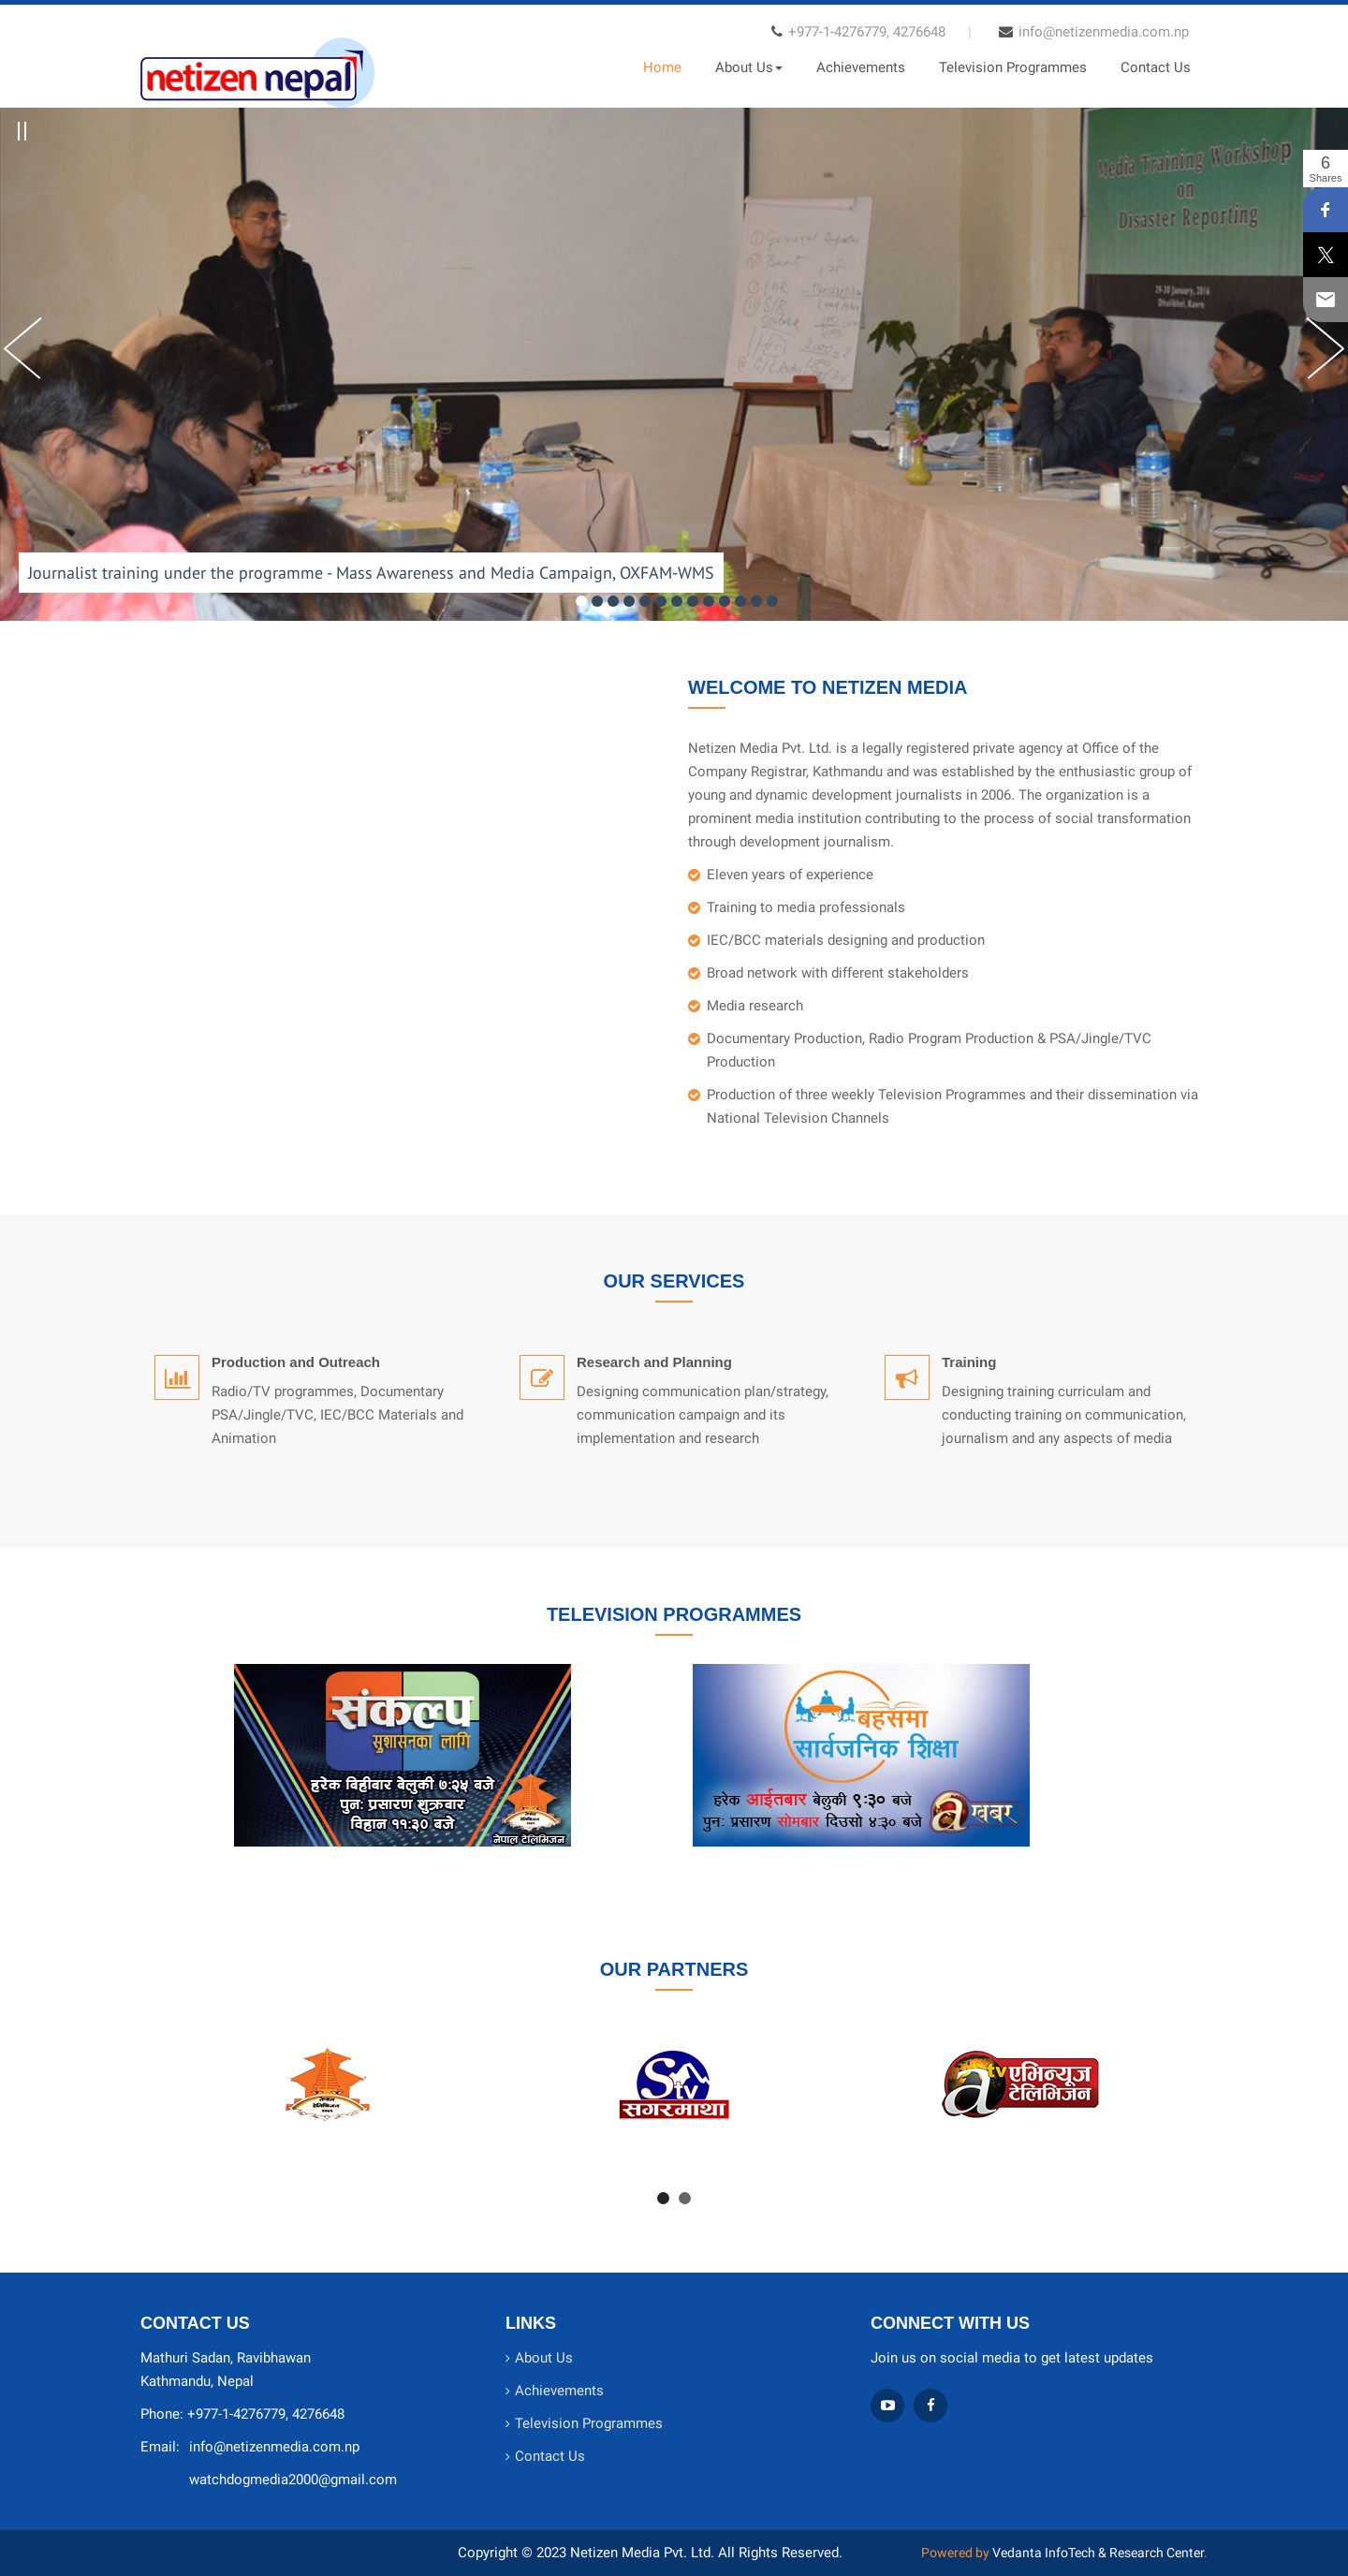 +977-1-4276779, 4276648 | info@netizenmedia.com.np
netizen nepal
Home About Us Achievements Television Programmes Contact Us
Media Training Workshop
on
Disaster Reporting
29-30 January, 2016
Dhulikhel, Kavre
6
Shares
Journalist training under the programme - Mass Awareness and Media Campaign, OXFAM-WMS
WELCOME TO NETIZEN MEDIA
Netizen Media Pvt. Ltd. is a legally registered private agency at Office of the
Company Registrar, Kathmandu and was established by the enthusiastic group of
young and dynamic development journalists in 2006. The organization is a
prominent media institution contributing to the process of social transformation
through development journalism.
Eleven years of experience
Training to media professionals
IEC/BCC materials designing and production
Broad network with different stakeholders
Media research
Documentary Production, Radio Program Production & PSA/Jingle/TVC
Production
Production of three weekly Television Programmes and their dissemination via
National Television Channels
OUR SERVICES
Production and Outreach
Radio/TV programmes, Documentary
PSA/Jingle/TVC, IEC/BCC Materials and
Animation
Research and Planning
Designing communication plan/strategy,
communication campaign and its
implementation and research
Training
Designing training curriculam and
conducting training on communication,
journalism and any aspects of media
TELEVISION PROGRAMMES
संकल्प
सुशासनका लागि
हरेक बिहीबार बेलुकी ७:२५ बजे
पुन: प्रसारण शुक्रबार
विहान ११:३० बजे
नेपाल टेलिभिजन
बहसमा
सार्वजनिक शिक्षा
हरेक आईतबार बेलुकी ९:३० बजे
पुन: प्रसारण सोमबार दिउसो ४:३० बजे
a खबर
OUR PARTNERS
नेपाल
टेलिभिजन
S tv
सगरमाथा
a tv एभिन्यूज
टेलिभिजन
CONTACT US
Mathuri Sadan, Ravibhawan
Kathmandu, Nepal
Phone: +977-1-4276779, 4276648
Email: info@netizenmedia.com.np
watchdogmedia2000@gmail.com
LINKS
About Us
Achievements
Television Programmes
Contact Us
CONNECT WITH US
Join us on social media to get latest updates
Copyright © 2023 Netizen Media Pvt. Ltd. All Rights Reserved.
Powered by Vedanta InfoTech & Research Center.